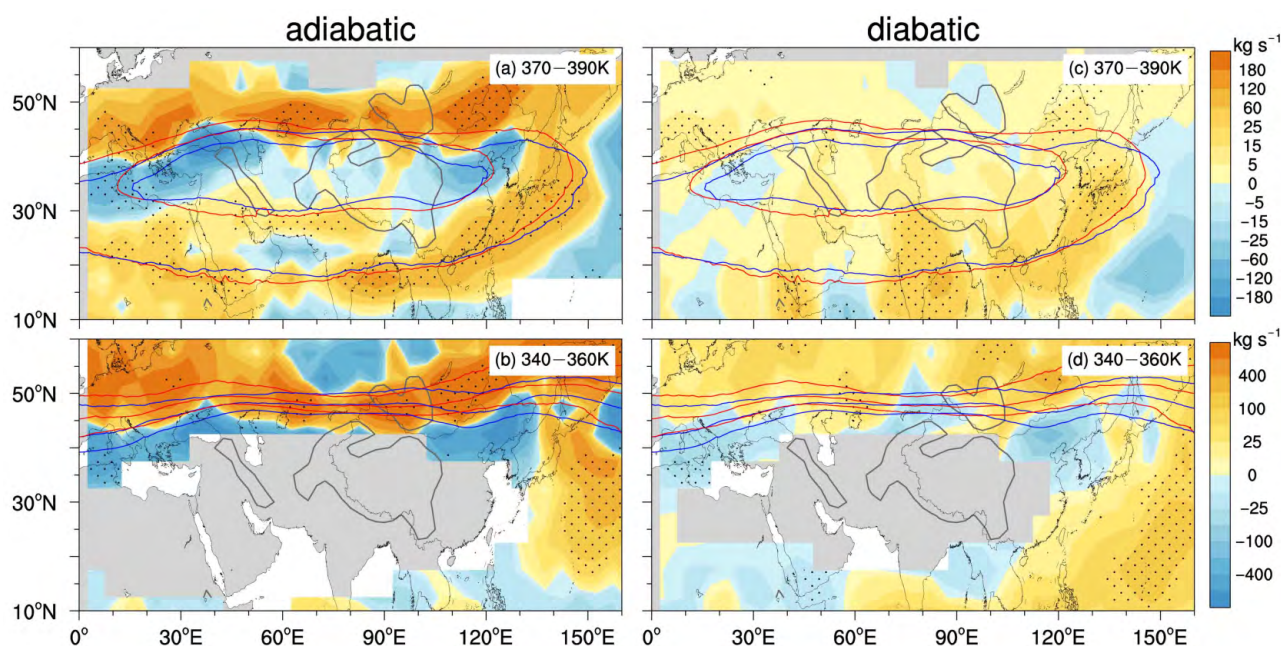 adiabatic
diabatic
(a) 370−390K
(c) 370−390K
kg s⁻¹
50°N
30°N
10°N
180
120
60
25
15
5
0
−5
−15
−25
−60
−120
−180
(b) 340−360K
(d) 340−360K
kg s⁻¹
50°N
30°N
10°N
400
100
25
0
−25
−100
−400
0° 30°E 60°E 90°E 120°E 150°E
0° 30°E 60°E 90°E 120°E 150°E